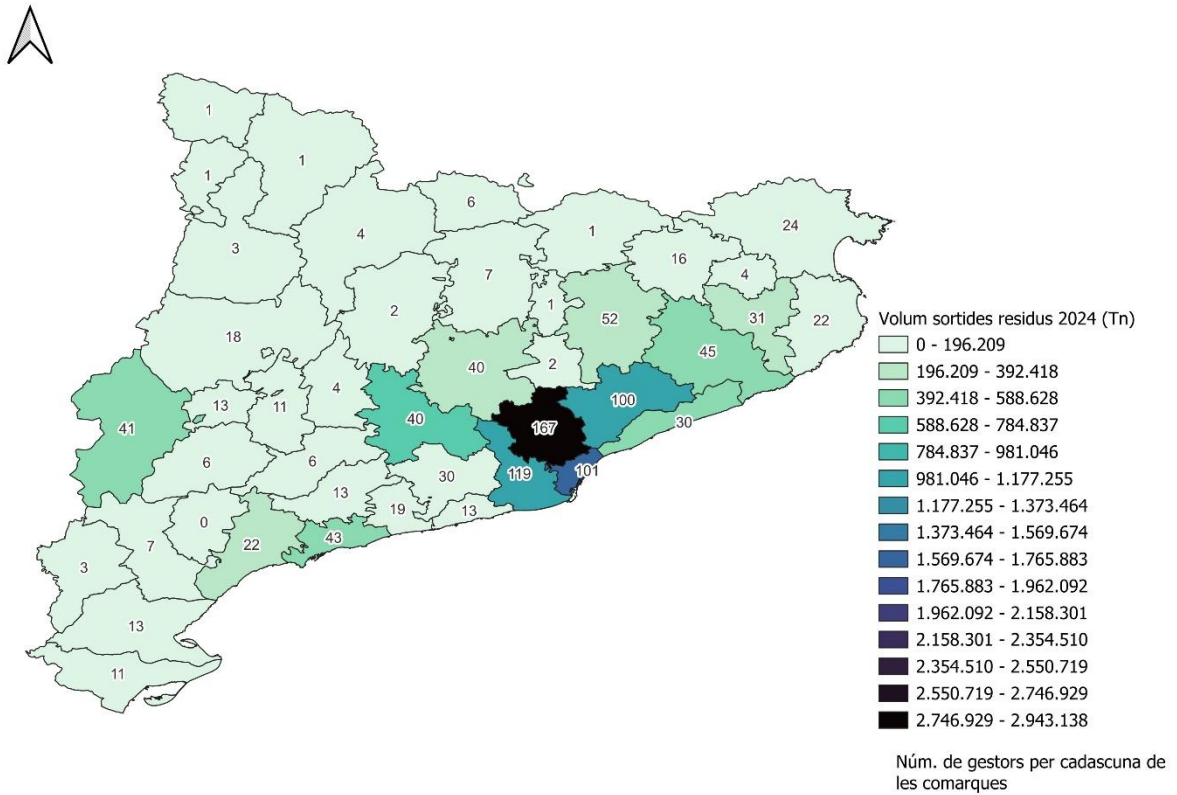 1
1
1
6
24
4
1
3
16
7
4
2
1
31
22
52
18
45
40
2
4
100
13
11
40
30
41
167
101
119
6
6
30
13
19
13
0
43
7
22
3
13
11
Volum sortides residus 2024 (Tn)
0 - 196.209
196.209 - 392.418
392.418 - 588.628
588.628 - 784.837
784.837 - 981.046
981.046 - 1.177.255
1.177.255 - 1.373.464
1.373.464 - 1.569.674
1.569.674 - 1.765.883
1.765.883 - 1.962.092
1.962.092 - 2.158.301
2.158.301 - 2.354.510
2.354.510 - 2.550.719
2.550.719 - 2.746.929
2.746.929 - 2.943.138
Núm. de gestors per cadascuna de
les comarques